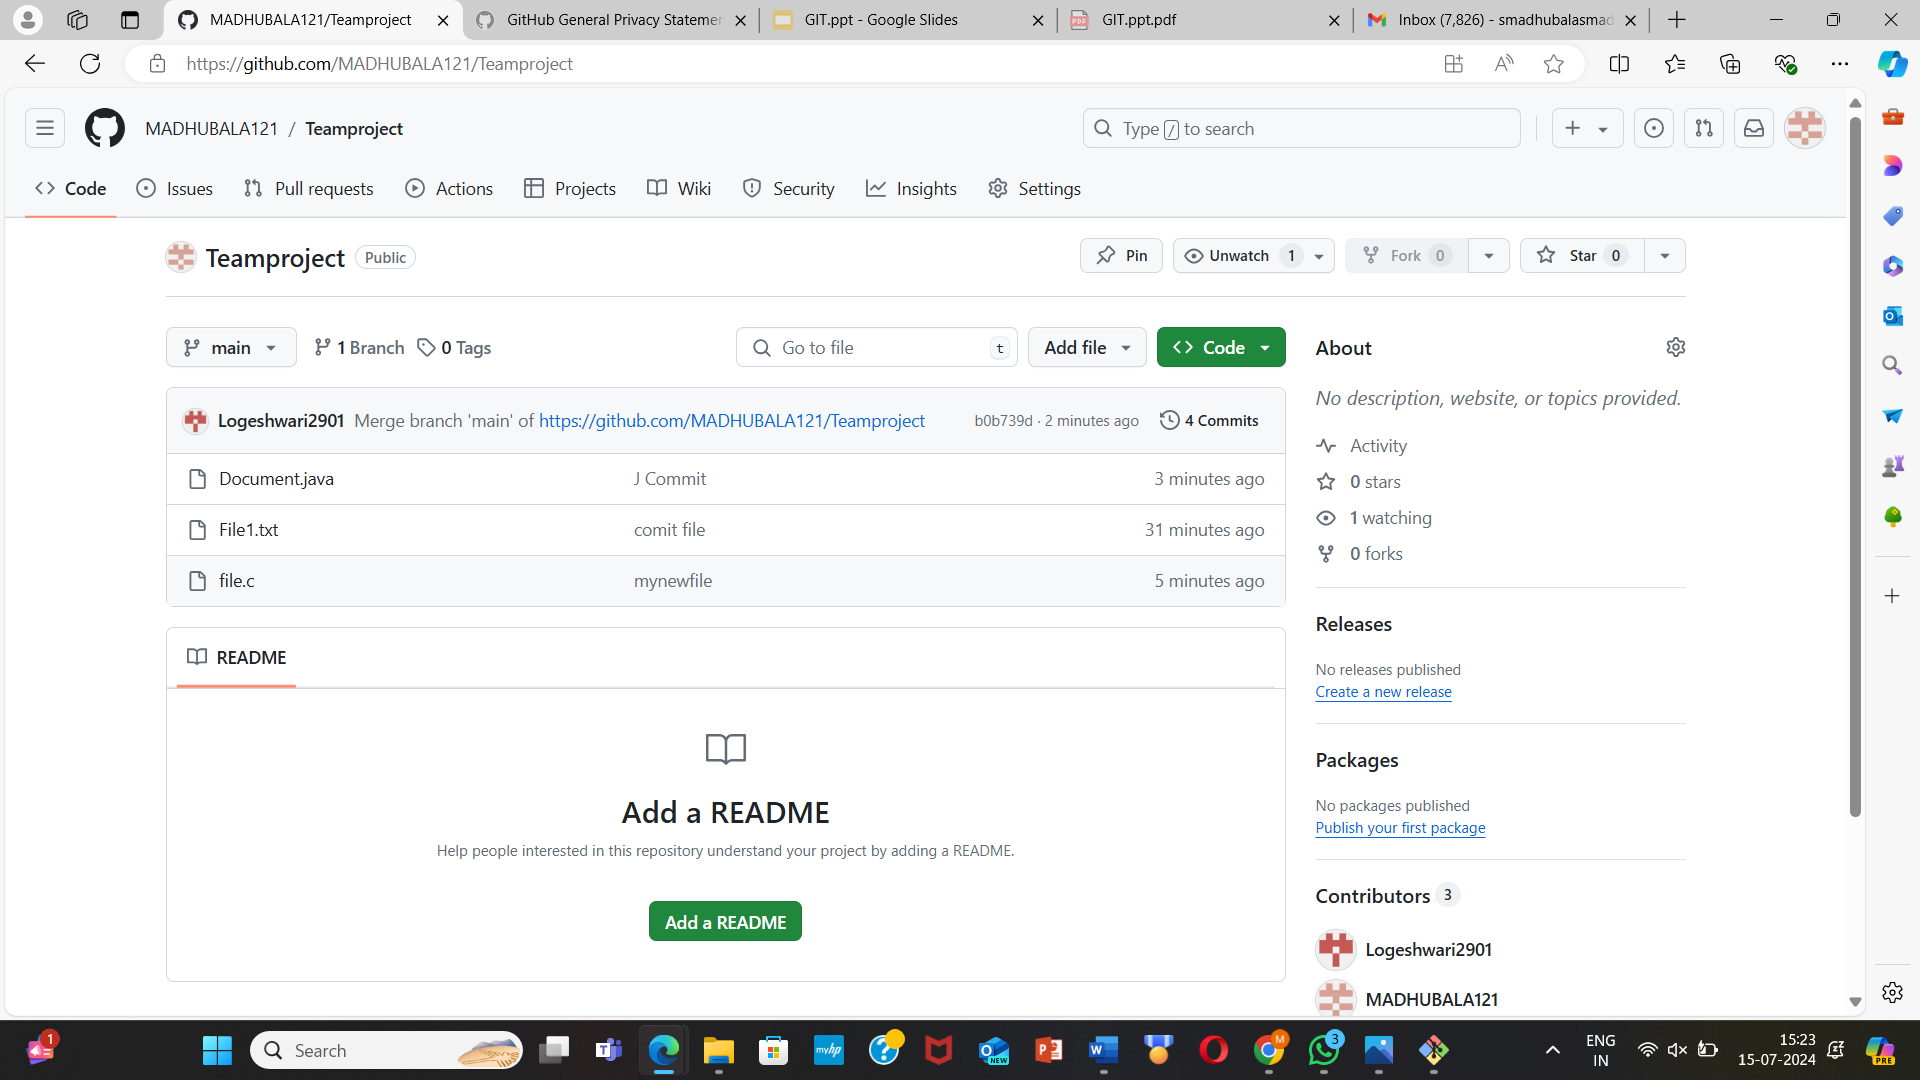 MADHUBALA121/Teamproject
GitHub General Privacy Statemen
GIT.ppt - Google Slides
GIT.ppt.pdf
Inbox (7,826) - smadhubalasmad
https://github.com/MADHUBALA121/Teamproject
MADHUBALA121 / Teamproject
Type / to search
Code Issues Pull requests Actions Projects Wiki Security Insights Settings
Teamproject Public
Pin Unwatch 1 Fork 0 Star 0
main 1 Branch 0 Tags
Go to file t
Add file
Code
Logeshwari2901 Merge branch 'main' of https://github.com/MADHUBALA121/Teamproject b0b739d · 2 minutes ago 4 Commits
Document.java J Commit 3 minutes ago
File1.txt comit file 31 minutes ago
file.c mynewfile 5 minutes ago
README
Add a README
Help people interested in this repository understand your project by adding a README.
Add a README
About
No description, website, or topics provided.
Activity
0 stars
1 watching
0 forks
Releases
No releases published
Create a new release
Packages
No packages published
Publish your first package
Contributors 3
Logeshwari2901
MADHUBALA121
1
Search
myhp
NEW
M
3
ENG
IN
15:23
15-07-2024
PRE